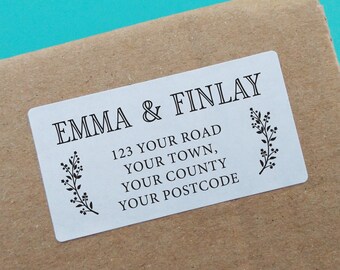 EMMA & FINLAY
123 YOUR ROAD
YOUR TOWN,
YOUR COUNTY
YOUR POSTCODE